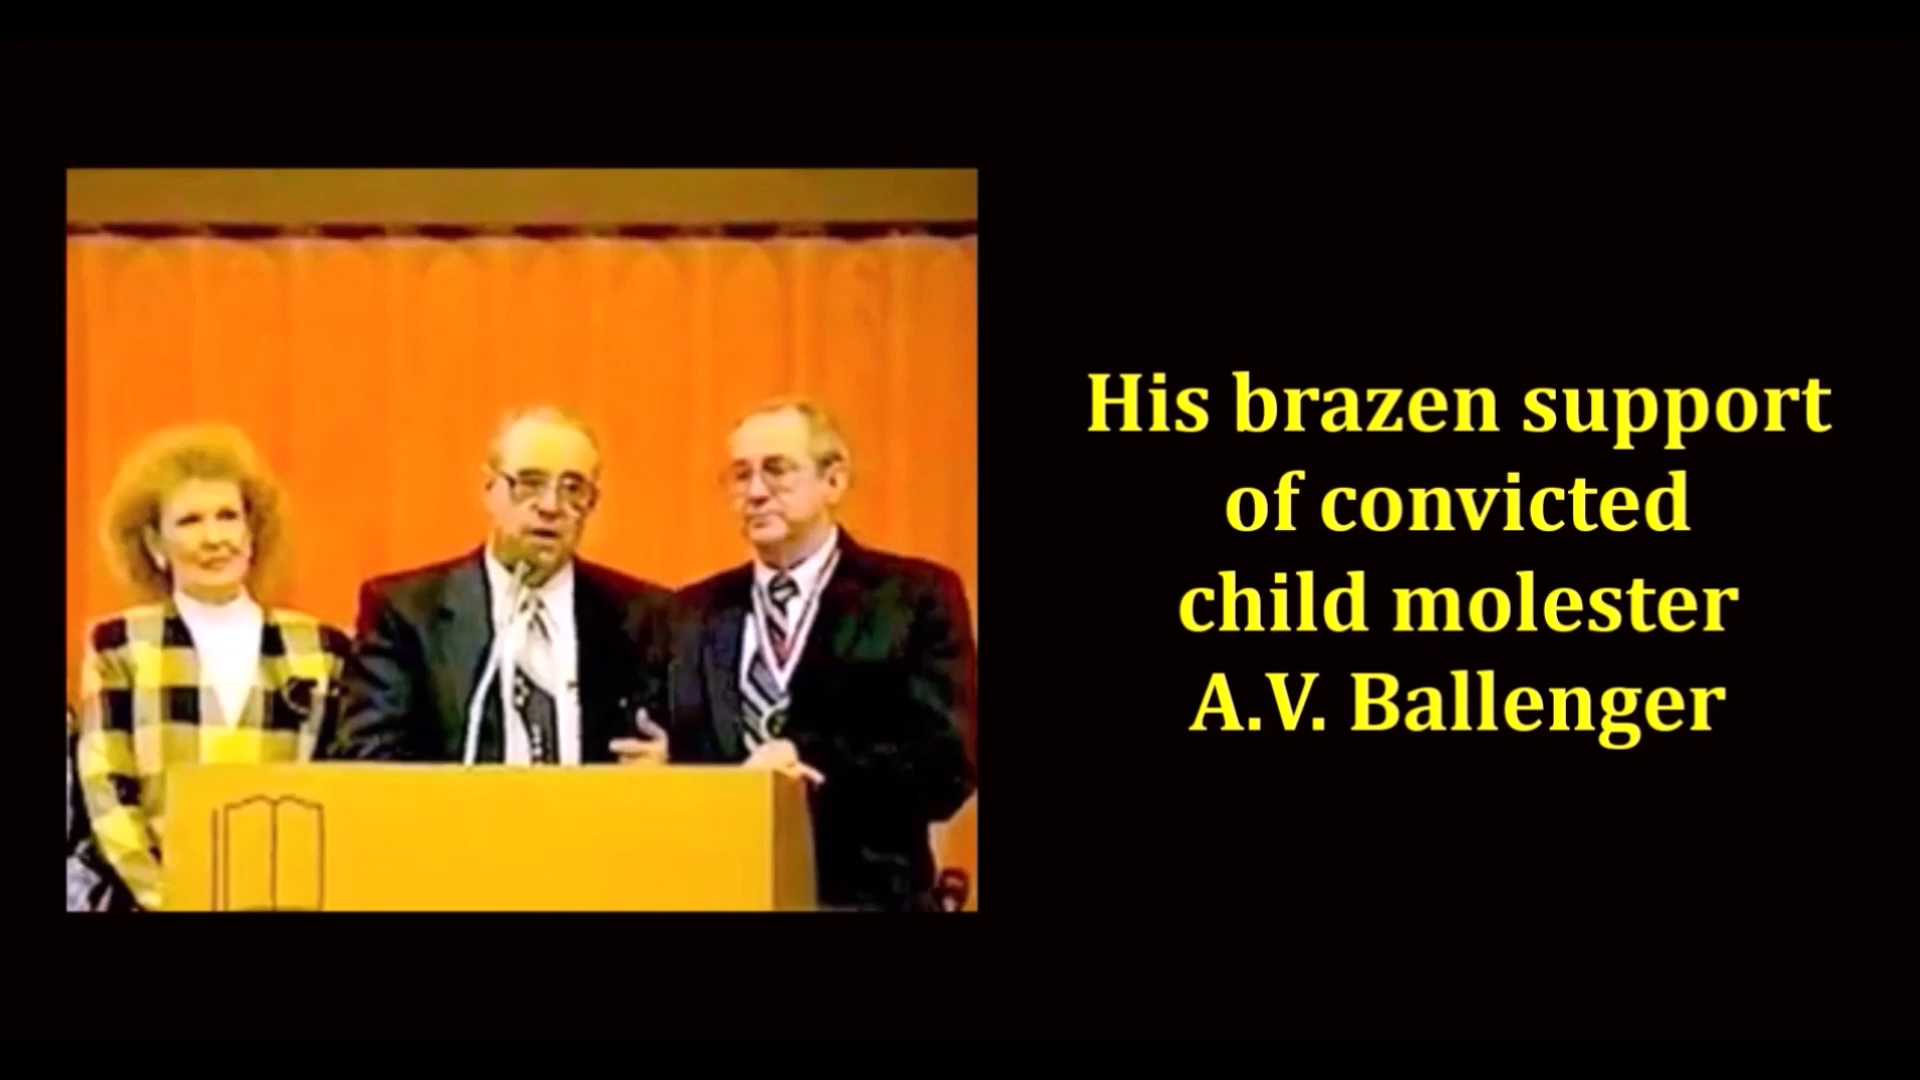 His brazen support
of convicted
child molester
A.V. Ballenger